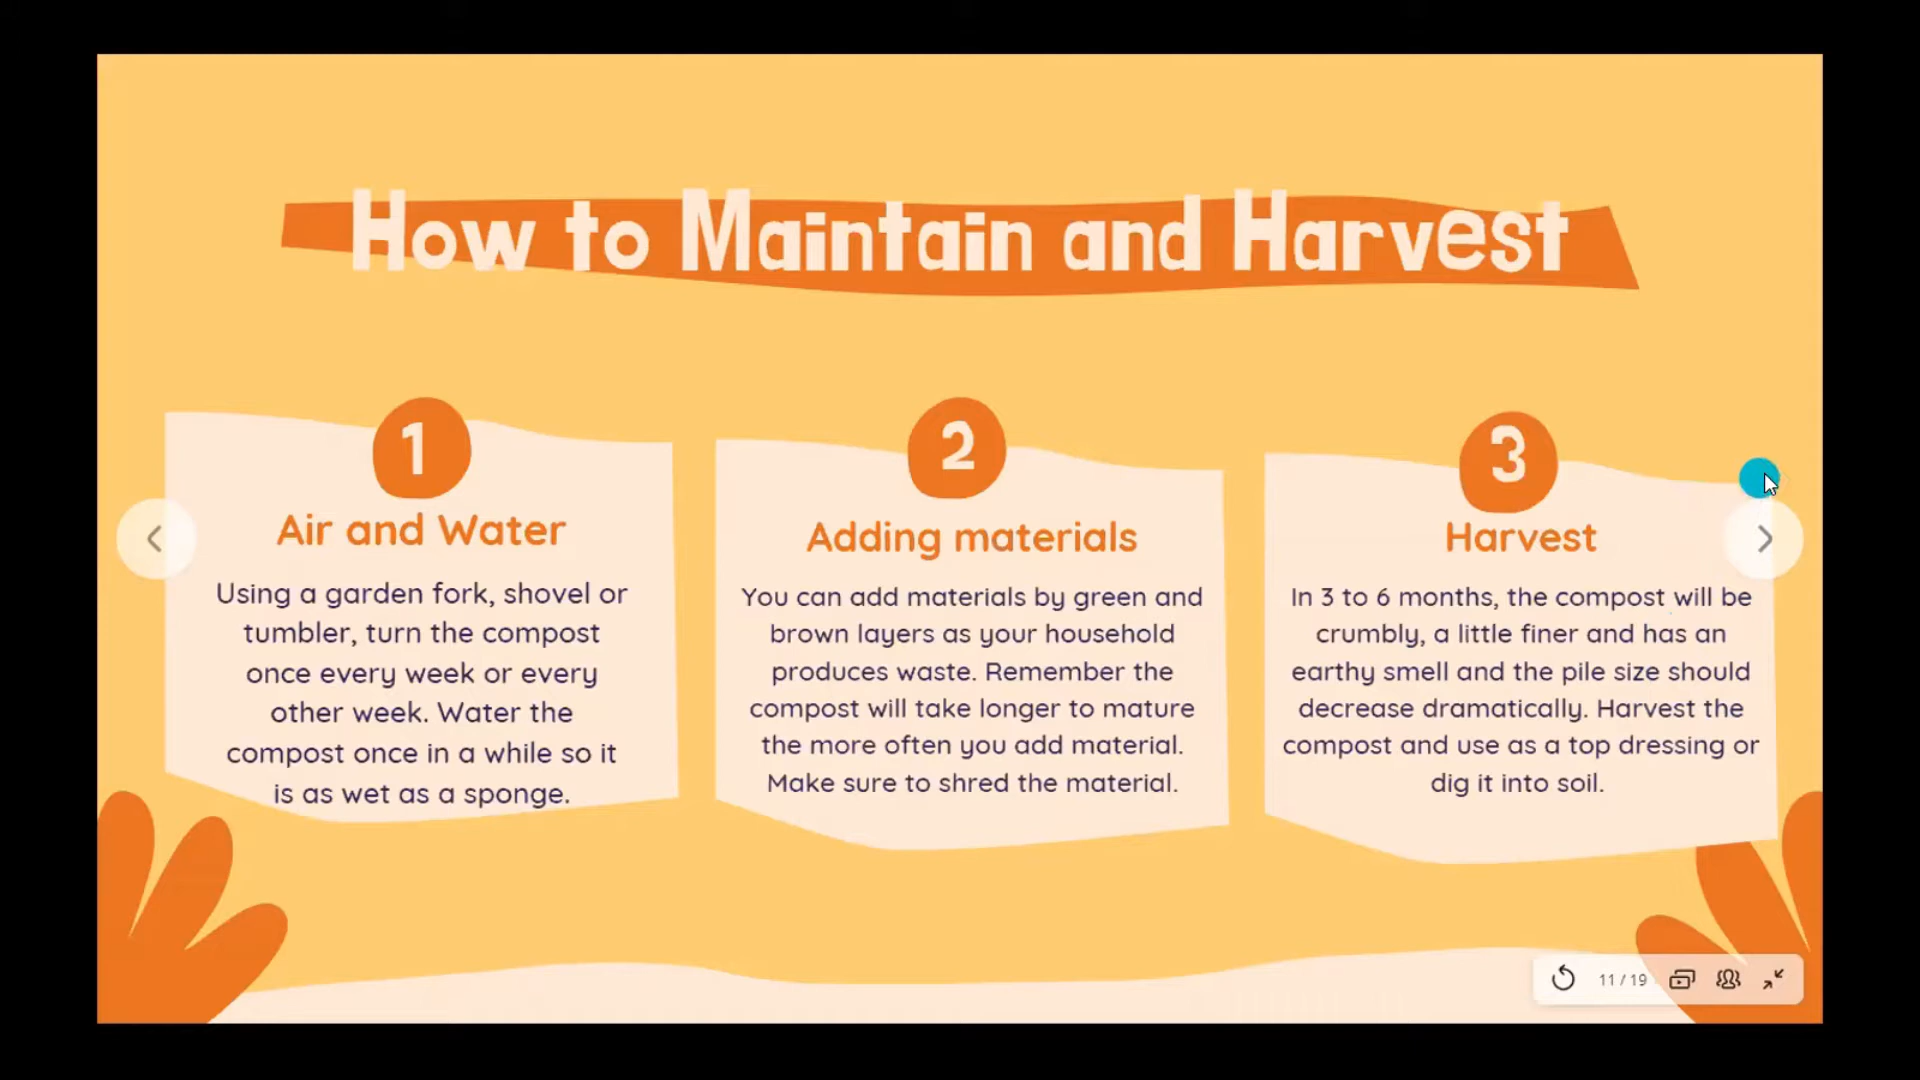 How to Maintain and Harvest
1
Air and Water
Using a garden fork, shovel or
tumbler, turn the compost
once every week or every
other week. Water the
compost once in a while so it
is as wet as a sponge.
2
Adding materials
You can add materials by green and
brown layers as your household
produces waste. Remember the
compost will take longer to mature
the more often you add material.
Make sure to shred the material.
3
Harvest
In 3 to 6 months, the compost will be
crumbly, a little finer and has an
earthy smell and the pile size should
decrease dramatically. Harvest the
compost and use as a top dressing or
dig it into soil.
11 / 19